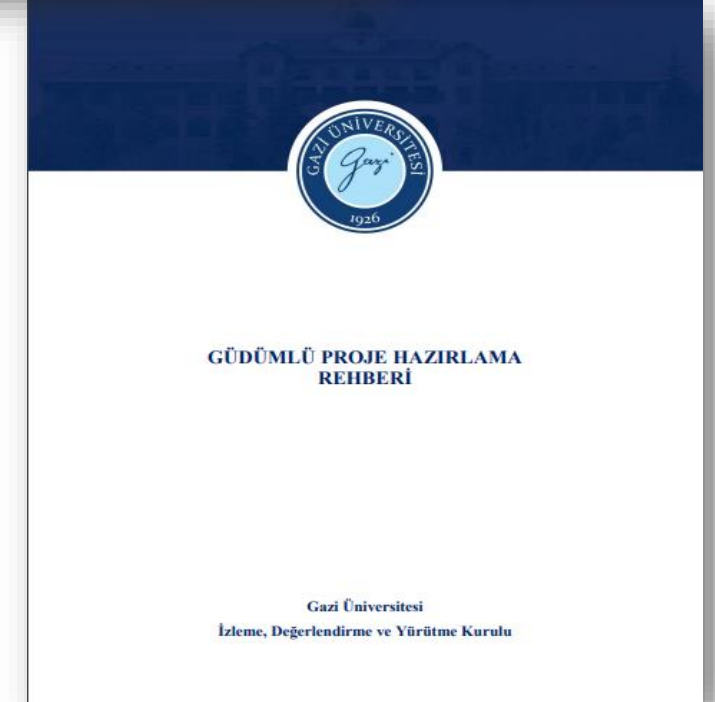 GAZİ ÜNİVERSİTESİ
Gazi
1926
GÜDÜMLÜ PROJE HAZIRLAMA
REHBERİ
Gazi Üniversitesi
İzleme, Değerlendirme ve Yürütme Kurulu